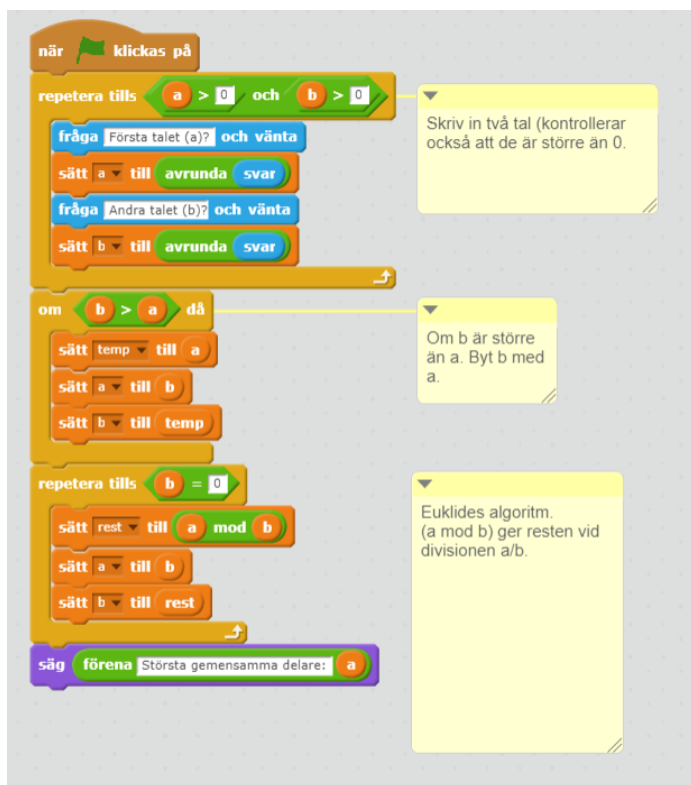 när klickas på
repetera tills a > 0 och b > 0
fråga Första talet (a)? och vänta
sätt a till avrunda svar
fråga Andra talet (b)? och vänta
sätt b till avrunda svar
Skriv in två tal (kontrollerar
också att de är större än 0.
om b > a då
sätt temp till a
sätt a till b
sätt b till temp
Om b är större
än a. Byt b med
a.
repetera tills b = 0
sätt rest till a mod b
sätt a till b
sätt b till rest
säg förena Största gemensamma delare: a
Euklides algoritm.
(a mod b) ger resten vid
divisionen a/b.